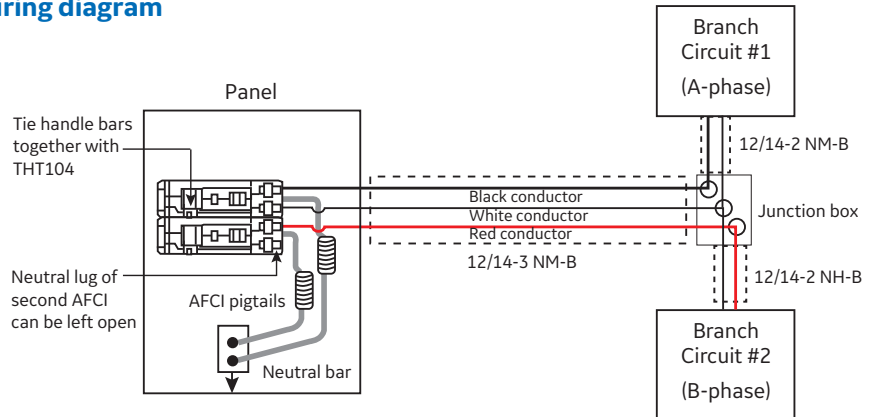 iring diagram
Panel
Tie handle bars
together with
THT104
Neutral lug of
second AFCI
can be left open
AFCI pigtails
Neutral bar
Black conductor
White conductor
Red conductor
12/14-3 NM-B
Branch
Circuit #1
(A-phase)
12/14-2 NM-B
Junction box
12/14-2 NH-B
Branch
Circuit #2
(B-phase)